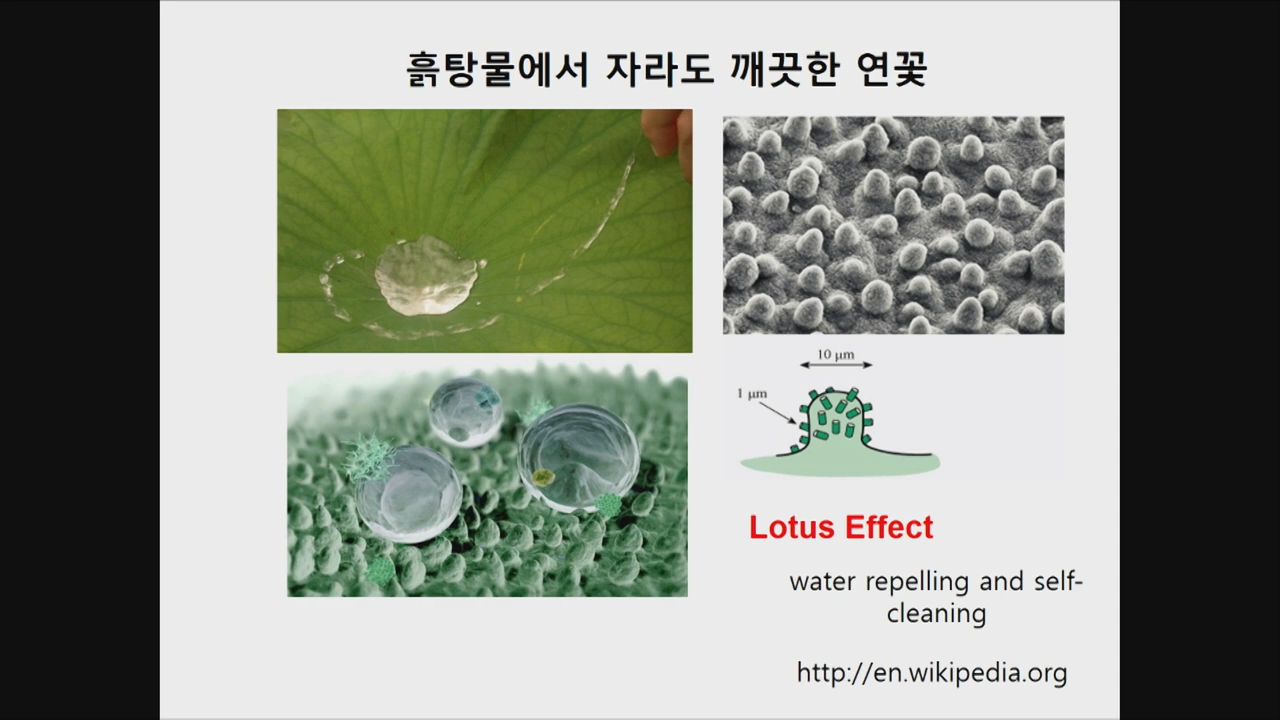 흙탕물에서 자라도 깨끗한 연꽃
10 μm
1 μm
Lotus Effect
water repelling and self-
cleaning
http://en.wikipedia.org